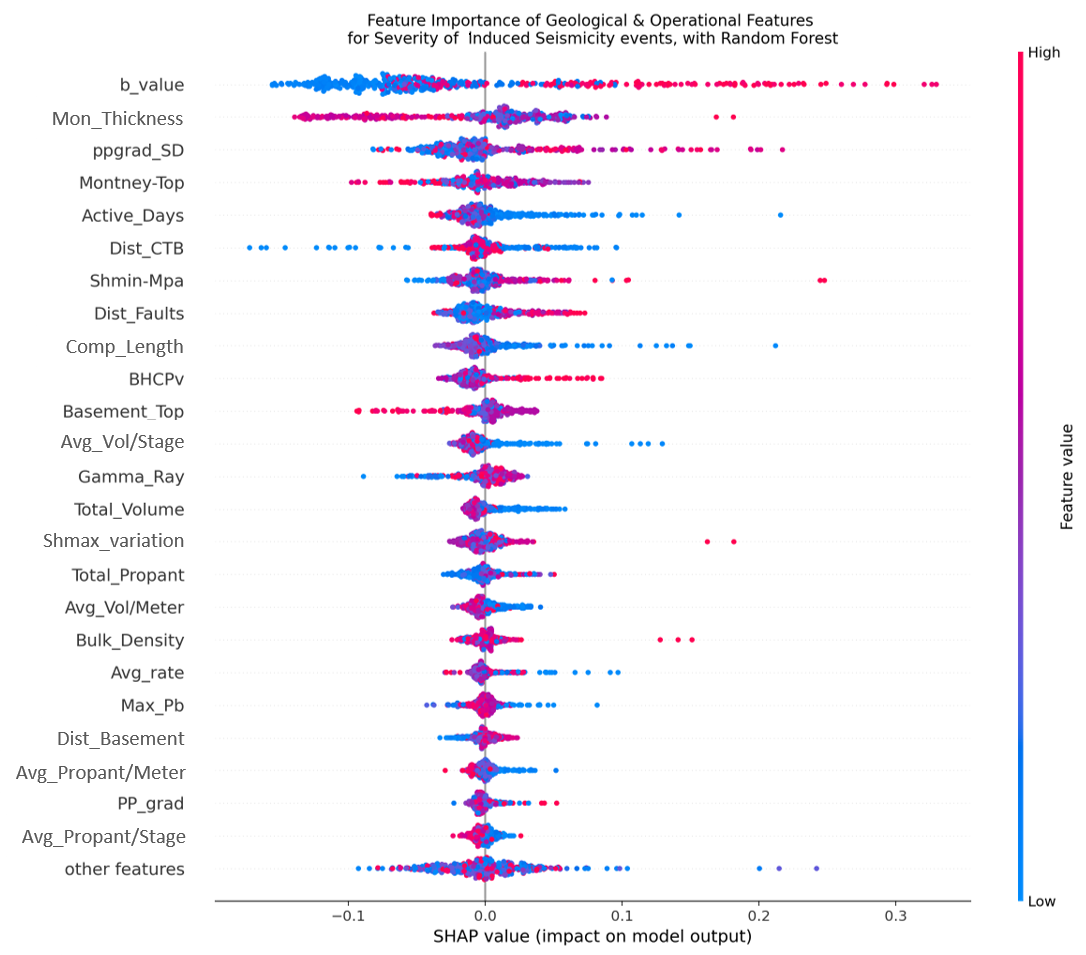 Feature Importance of Geological & Operational Features
for Severity of Induced Seismicity events, with Random Forest
High
b_value
Mon_Thickness
ppgrad_SD
Montney-Top
Active_Days
Dist_CTB
Shmin-Mpa
Dist_Faults
Comp_Length
BHCPv
Basement_Top
Avg_Vol/Stage
Gamma_Ray
Total_Volume
Shmax_variation
Total_Propant
Avg_Vol/Meter
Bulk_Density
Avg_rate
Max_Pb
Dist_Basement
Avg_Propant/Meter
PP_grad
Avg_Propant/Stage
other features
Feature value
Low
−0.1 0.0 0.1 0.2 0.3
SHAP value (impact on model output)